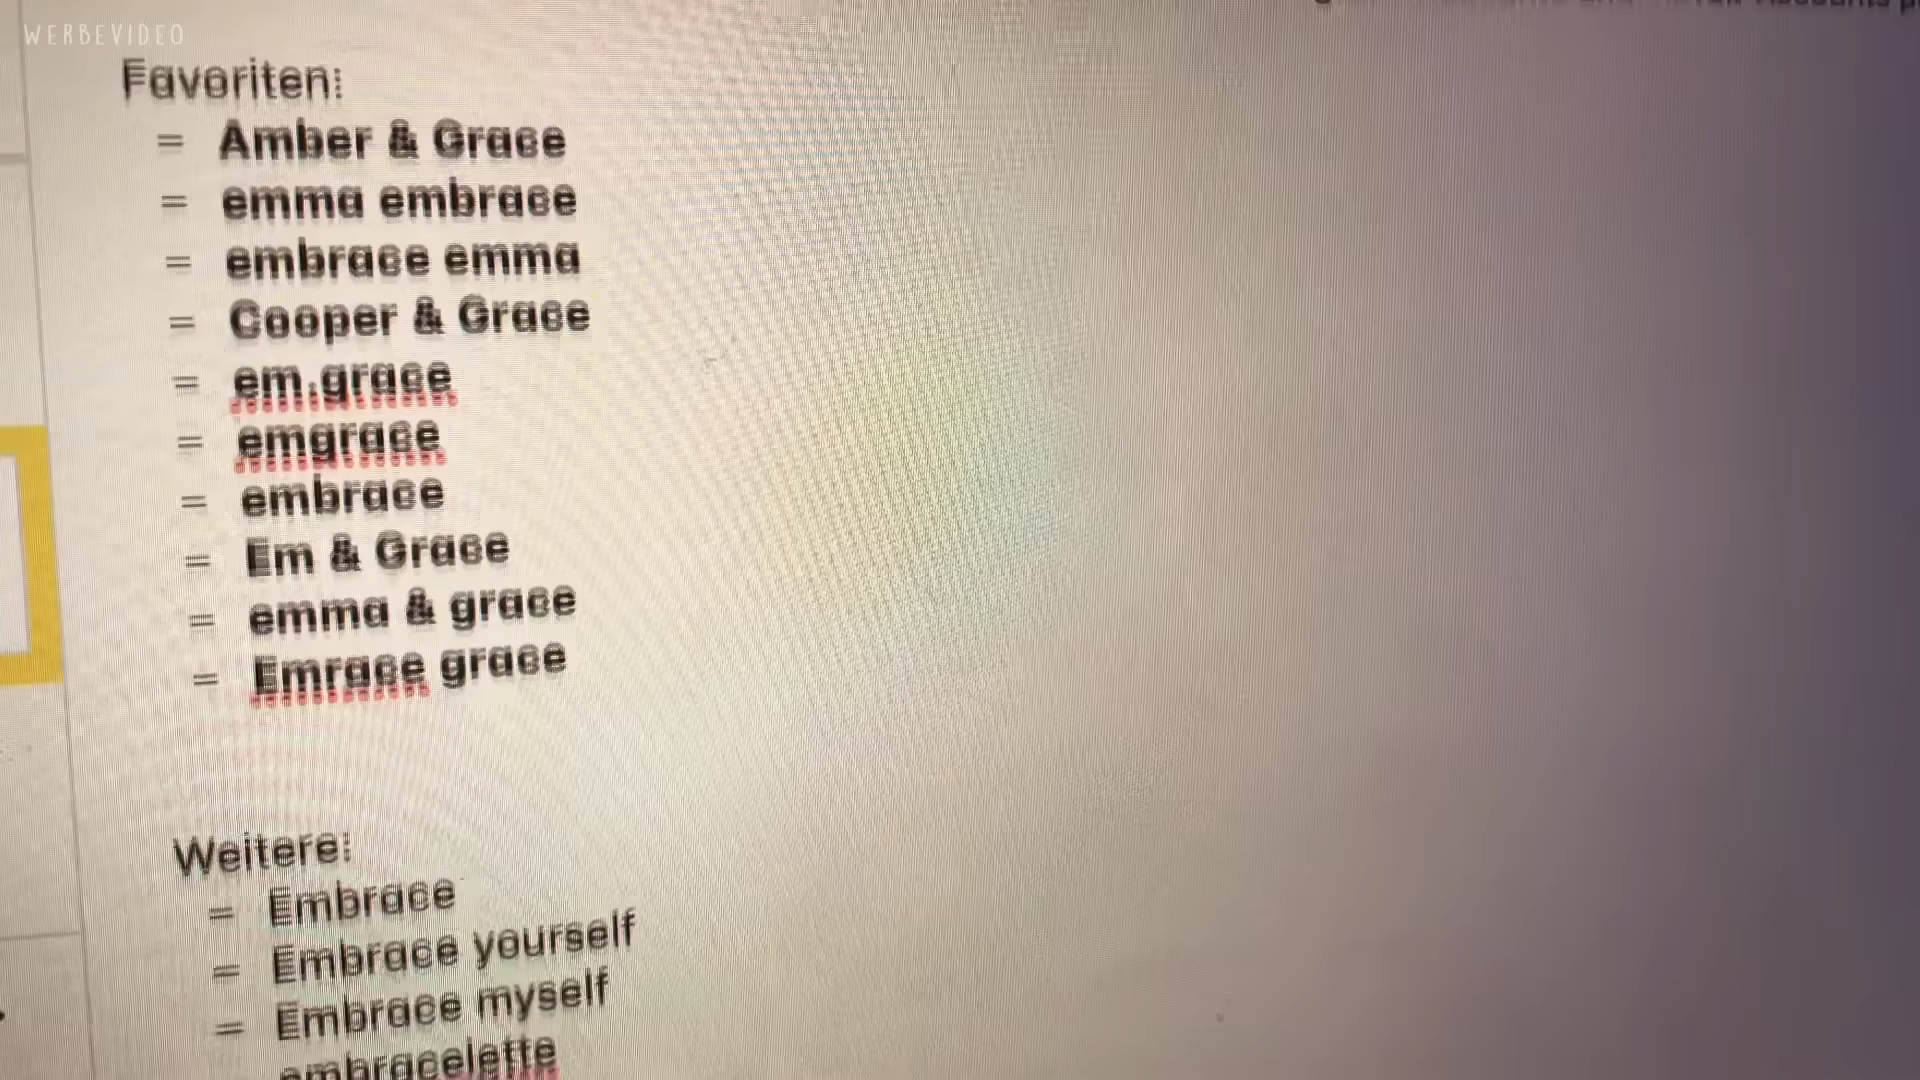 WERBEVIDEO
Favoriten:
= Amber & Grace
= emma embrace
= embrace emma
= Cooper & Grace
= em.grace
= emgrace
= embrace
= Em & Grace
= emma & grace
= Emrace grace
Weitere:
= Embrace
= Embrace yourself
= Embrace myself
embracelette